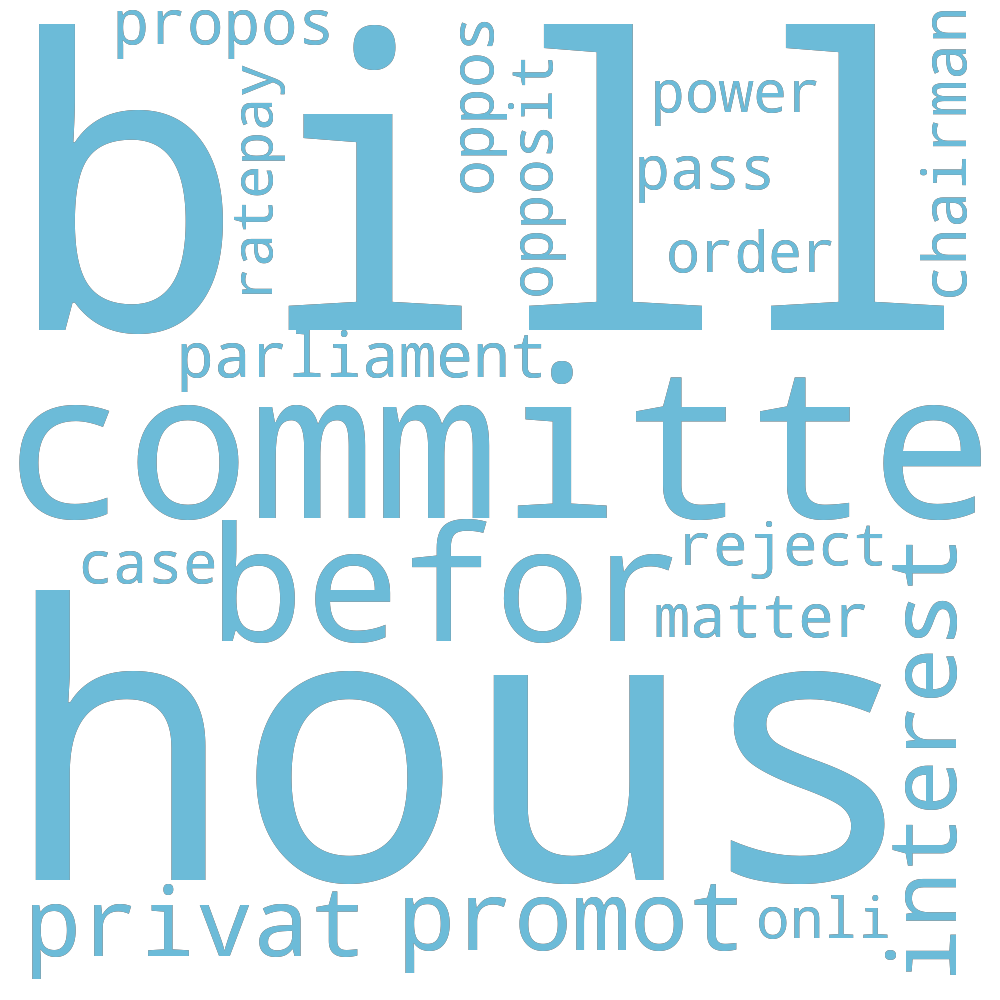 propos
bill
ratepay
oppos
opposit
power
pass
order
chairman
parliament
committe
case
befor
reject
matter
interest
hous
privat
promot
onli